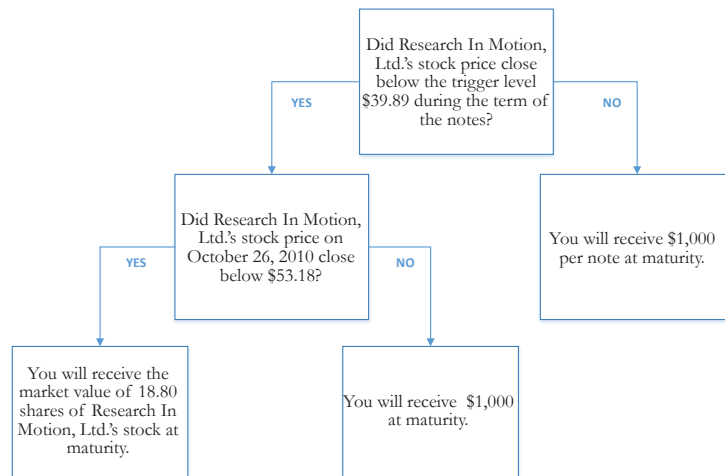 Did Research In Motion,
Ltd.'s stock price close
below the trigger level
$39.89 during the term of
the notes?
YES
NO
Did Research In Motion,
Ltd.'s stock price on
October 26, 2010 close
below $53.18?
You will receive $1,000
per note at maturity.
YES
NO
You will receive the
market value of 18.80
shares of Research In
Motion, Ltd.'s stock at
maturity.
You will receive $1,000
at maturity.